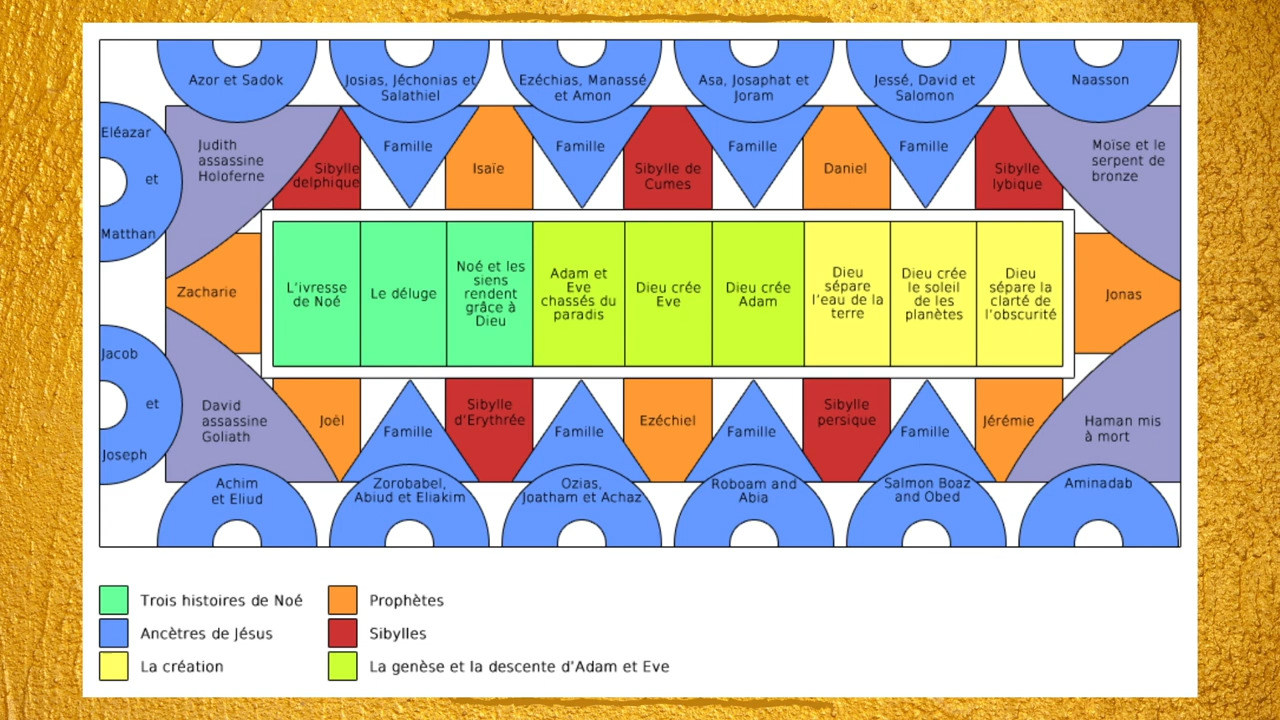 Azor et Sadok
Josias, Jéchonias et
Salathiel
Ezéchias, Manassé
et Amon
Asa, Josaphat et
Joram
Jessé, David et
Salomon
Naasson
Eléazar
et
Matthan
Judith
assassine
Holoferne
Sibylle
delphique
Famille
Isaïe
Famille
Sibylle de
Cumes
Famille
Daniel
Famille
Sibylle
lybique
Moïse et le
serpent de
bronze
Zacharie
L'ivresse
de Noé
Le déluge
Noé et les
siens
rendent
grâce à
Dieu
Adam et
Eve
chassés du
paradis
Dieu crée
Eve
Dieu crée
Adam
Dieu
sépare
l'eau de la
terre
Dieu crée
le soleil
de les
planètes
Dieu
sépare la
clarté de
l'obscurité
Jonas
Jacob
et
Joseph
David
assassine
Goliath
Joël
Famille
Sibylle
d'Erythrée
Famille
Ezéchiel
Famille
Sibylle
persique
Famille
Jérémie
Haman mis
à mort
Achim
et Eliud
Zorobabel,
Abiud et Eliakim
Ozias,
Joatham et Achaz
Roboam and
Abia
Salmon Boaz
and Obed
Aminadab
Trois histoires de Noé
Prophètes
Ancètres de Jésus
Sibylles
La création
La genèse et la descente d'Adam et Eve